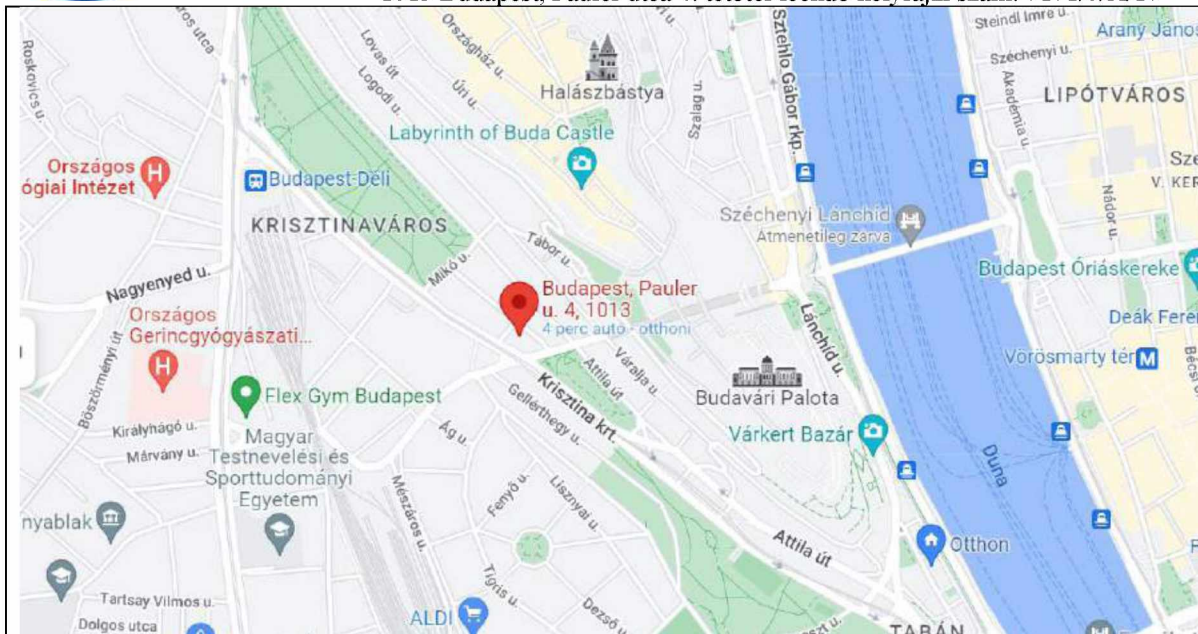 Roskovics u.
Lovas út
Logodi u.
Országház u.
Úri u.
Halászbástya
Labyrinth of Buda Castle
Szalag u.
Sztehlo Gábor rkp.
Steindl Imre u.
Arany János
Széchenyi u.
Akadémia u.
LIPÓTVÁROS
V. KER
Nádor u.
Országos
ógiai Intézet
Budapest-Déli
KRISZTINAVÁROS
Széchenyi Lánchíd
Átmenetileg zárva
Tábor u.
Mikó u.
Nagyenyed u.
Budapest Óriáskereke
Budapest, Pauler
u. 4, 1013
4 perc autó - otthoni
Országos
Gerincgyógyászati...
Lánchíd u.
Deák Feren
Vörösmarty tér
Bécsi u.
Böszörményi út
Attila út
Váralja u.
Budavári Palota
Flex Gym Budapest
Krisztina krt.
Gellérthegy u.
Királyhágó u.
Márvány u.
Ág u.
Várkert Bazár
Magyar
Testnevelési és
Sporttudományi
Egyetem
Duna
Mészáros u.
Fenyő u.
Lisznyai u.
nyablak
Attila út
Otthon
Tartsay Vilmos u.
Dolgos utca
Tigris u.
ALDI
Dezső u.
TABÁN